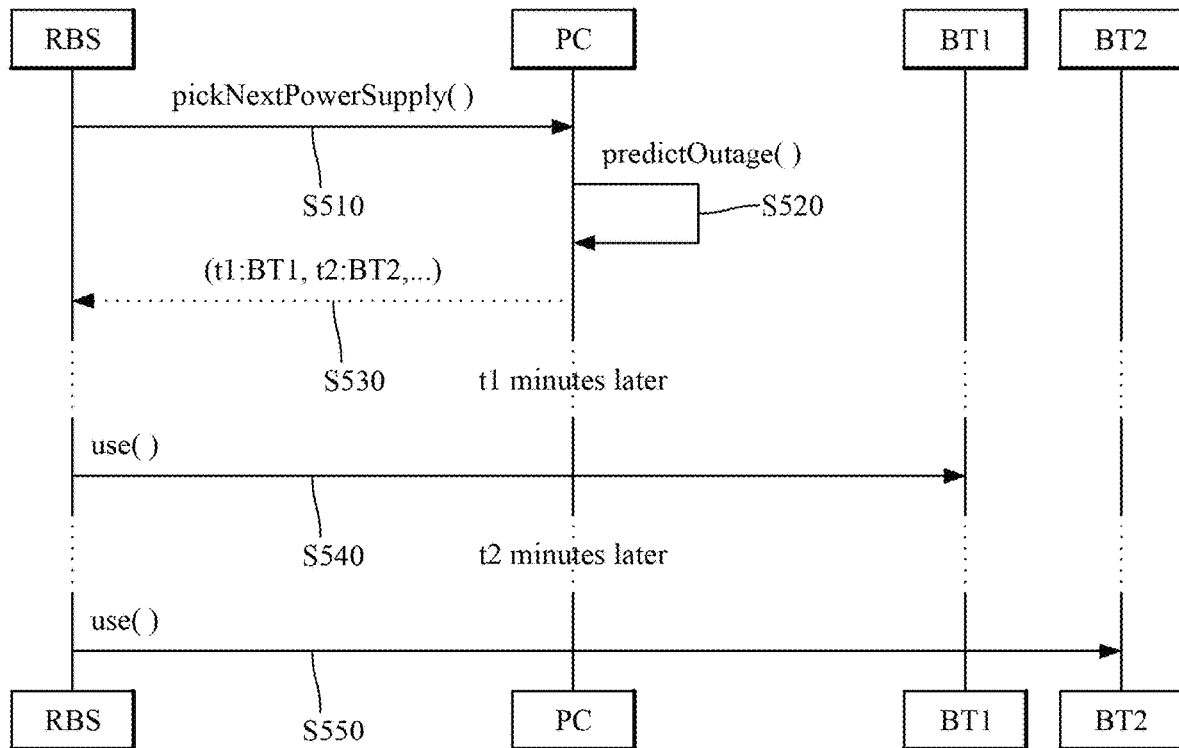 RBS PC BT1 BT2
pickNextPowerSupply( )
predictOutage( )
S510 S520
(t1:BT1, t2:BT2,...)
S530 t1 minutes later
use( )
S540 t2 minutes later
use( )
RBS PC BT1 BT2
S550